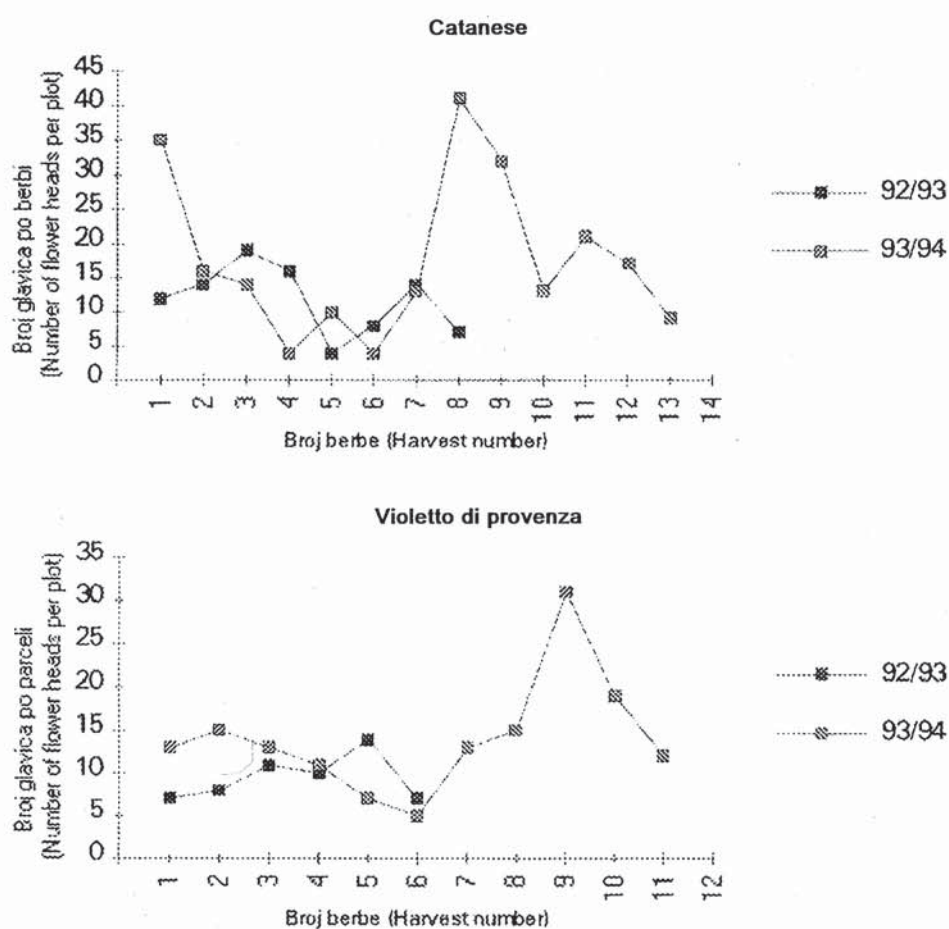 Catanese
Broj glavica po berbi
(Number of flower heads per plot)
45
40
35
30
25
20
15
10
5
0
1 2 3 4 5 6 7 8 9 10 11 12 13 14
Broj berbe (Harvest number)
92/93
93/94
Violetto di provenza
Broj glavica po parceli
(Number of flower heads per plot)
35
30
25
20
15
10
5
0
1 2 3 4 5 6 7 8 9 10 11 12
Broj berbe (Harvest number)
92/93
93/94